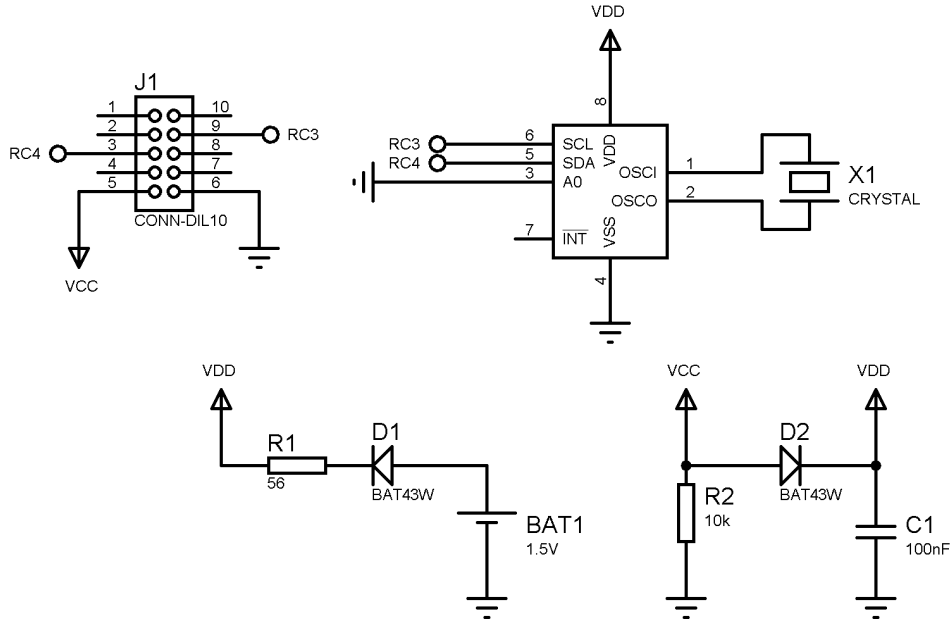 VDD
J1
1 10
2 9 RC3
RC4 3 8
4 7
5 6
CONN-DIL10
VCC
8
RC3 6 SCL VDD
RC4 5 SDA
3 A0
OSCI 1
OSCO 2
7 INT
VSS
4
X1
CRYSTAL
VDD
R1
56
D1
BAT43W
BAT1
1.5V
VCC
VDD
D2
BAT43W
R2
10k
C1
100nF